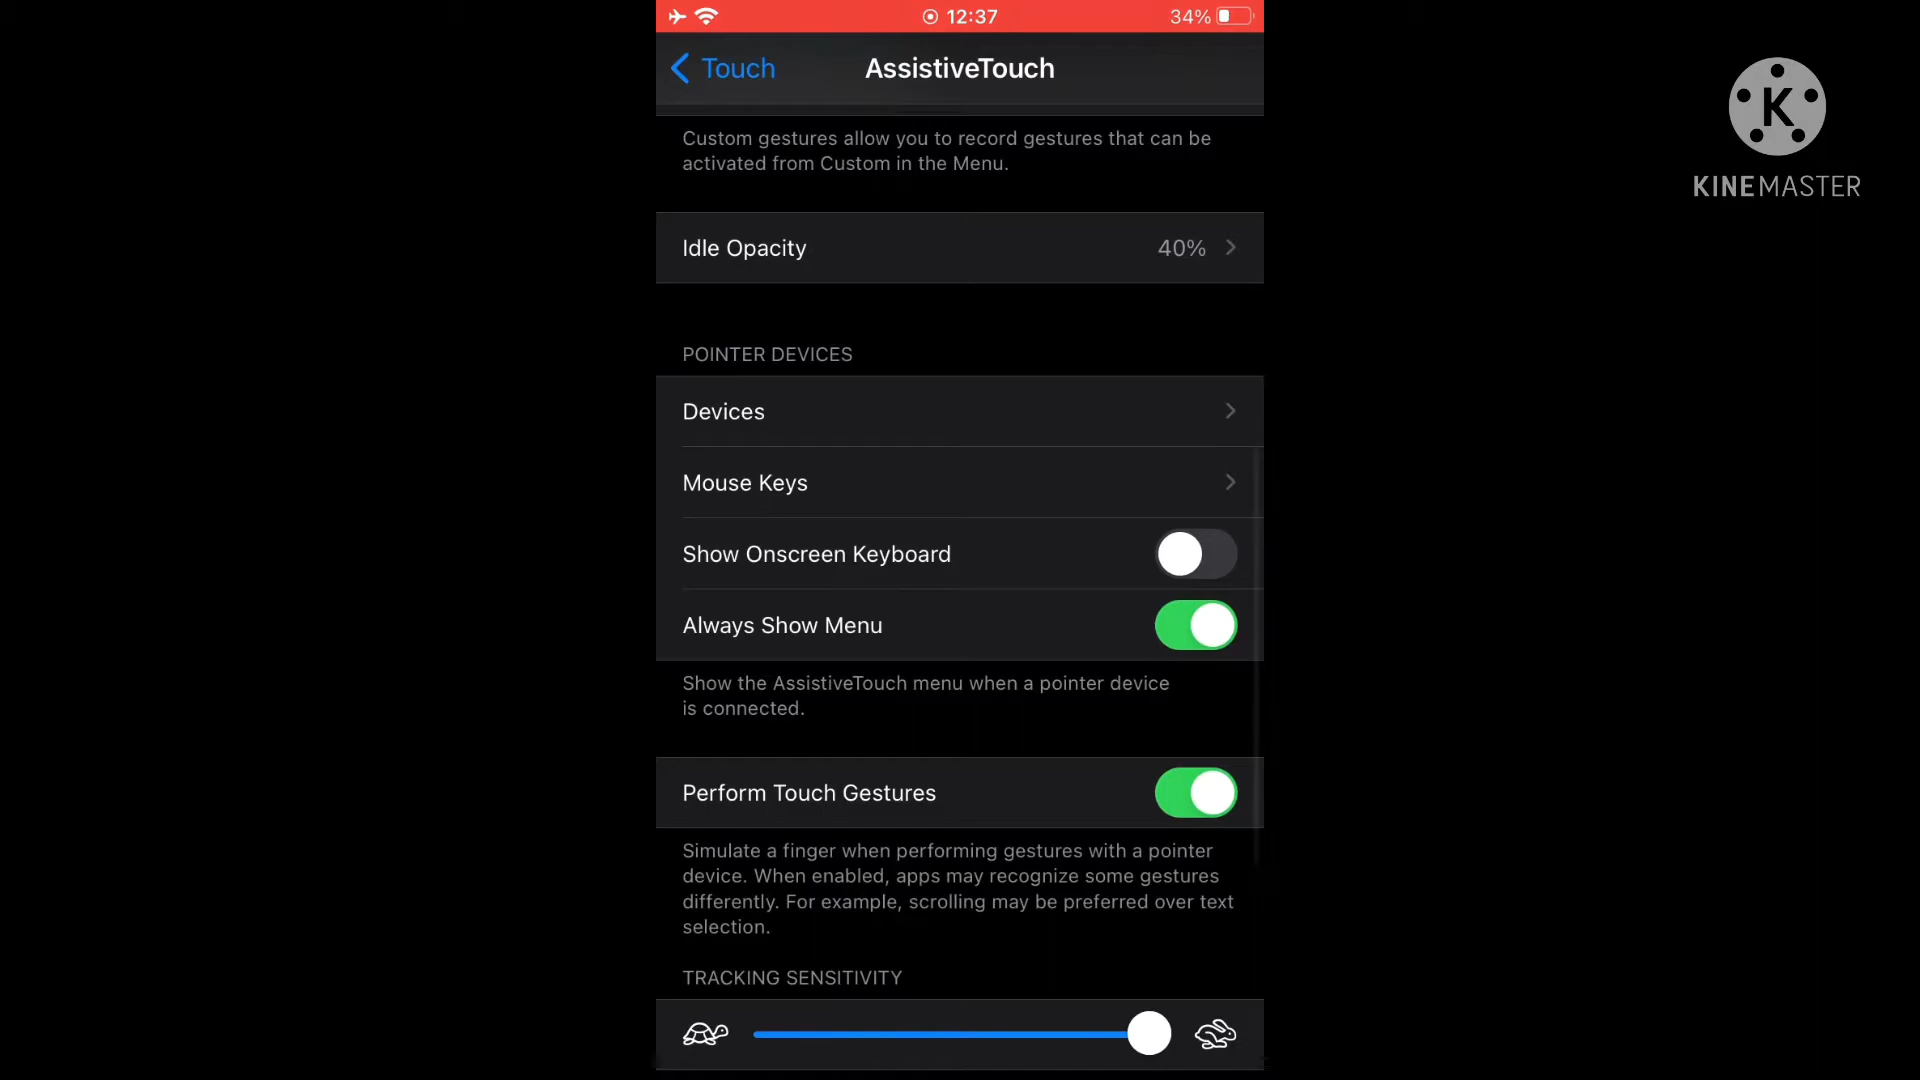 12:37
34%
Touch
AssistiveTouch
K
KINEMASTER
Custom gestures allow you to record gestures that can be
activated from Custom in the Menu.
Idle Opacity
40%
POINTER DEVICES
Devices
Mouse Keys
Show Onscreen Keyboard
Always Show Menu
Show the AssistiveTouch menu when a pointer device
is connected.
Perform Touch Gestures
Simulate a finger when performing gestures with a pointer
device. When enabled, apps may recognize some gestures
differently. For example, scrolling may be preferred over text
selection.
TRACKING SENSITIVITY